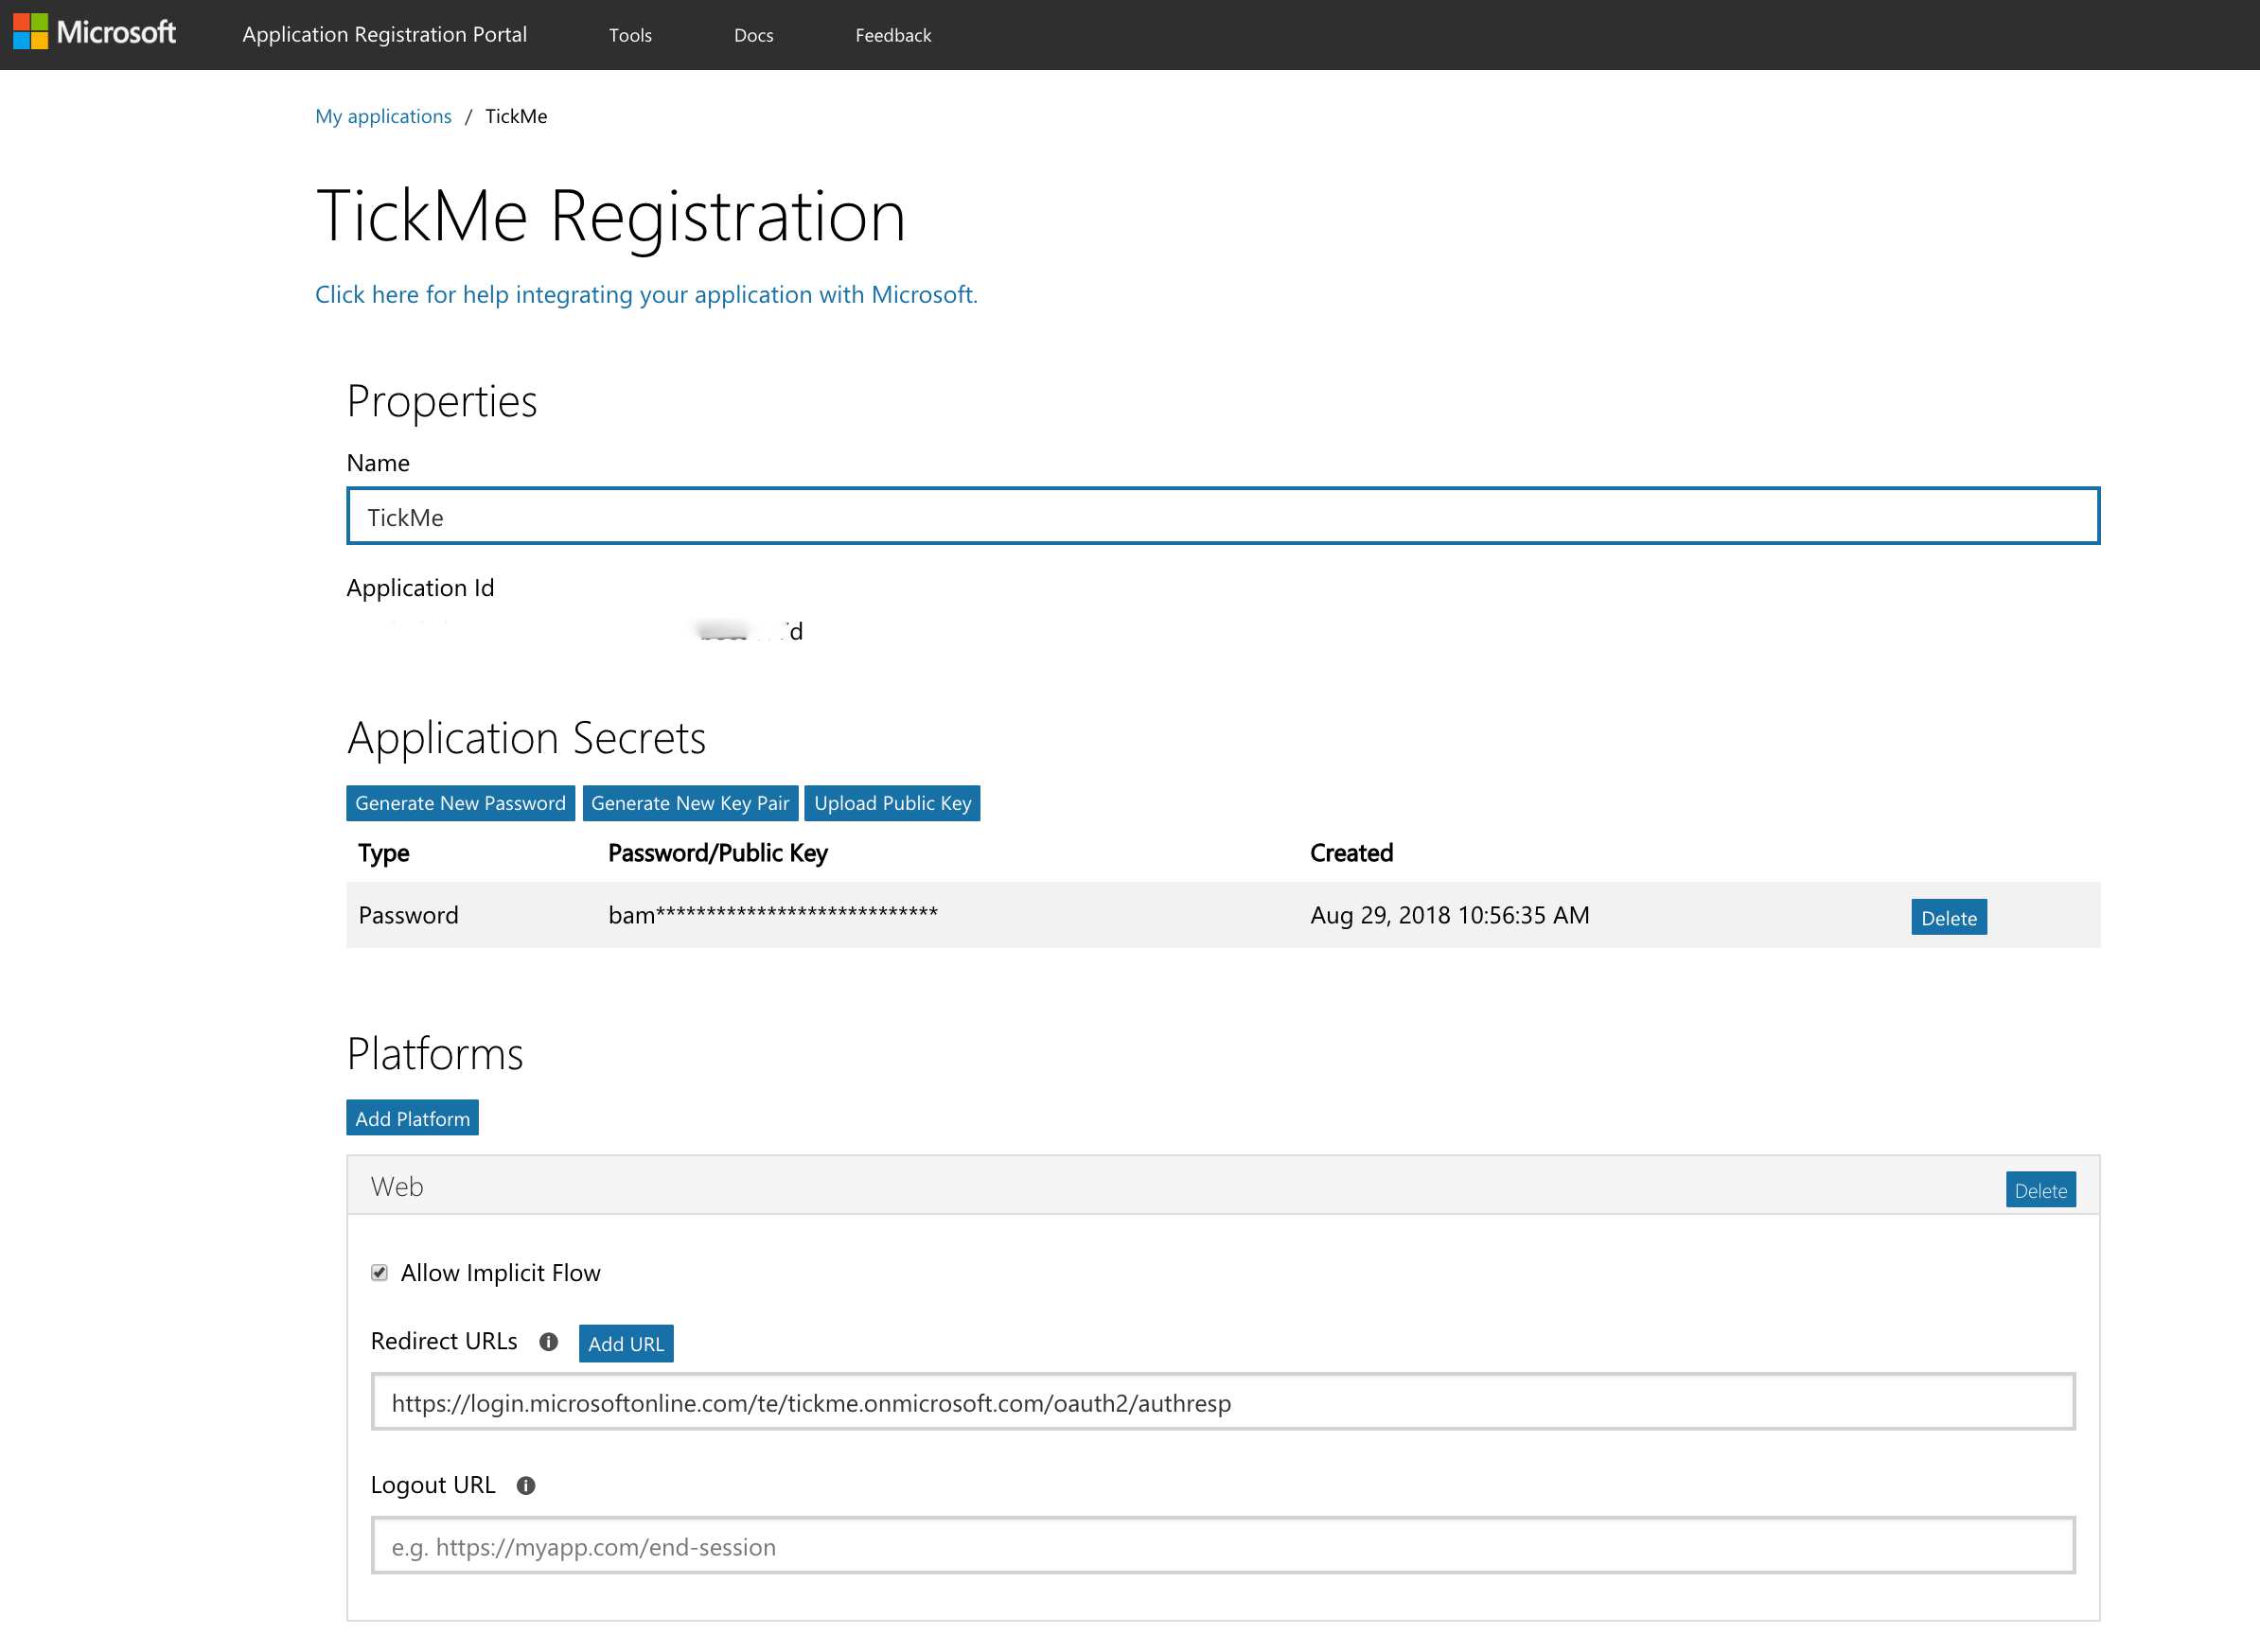 Microsoft Application Registration Portal Tools Docs Feedback
My applications / TickMe
TickMe Registration
Click here for help integrating your application with Microsoft.
Properties
Name
TickMe
Application Id
d
Application Secrets
Generate New Password Generate New Key Pair Upload Public Key
Type Password/Public Key Created
Password bam**************************** Aug 29, 2018 10:56:35 AM Delete
Platforms
Add Platform
Web Delete
Allow Implicit Flow
Redirect URLs Add URL
https://login.microsoftonline.com/te/tickme.onmicrosoft.com/oauth2/authresp
Logout URL
e.g. https://myapp.com/end-session